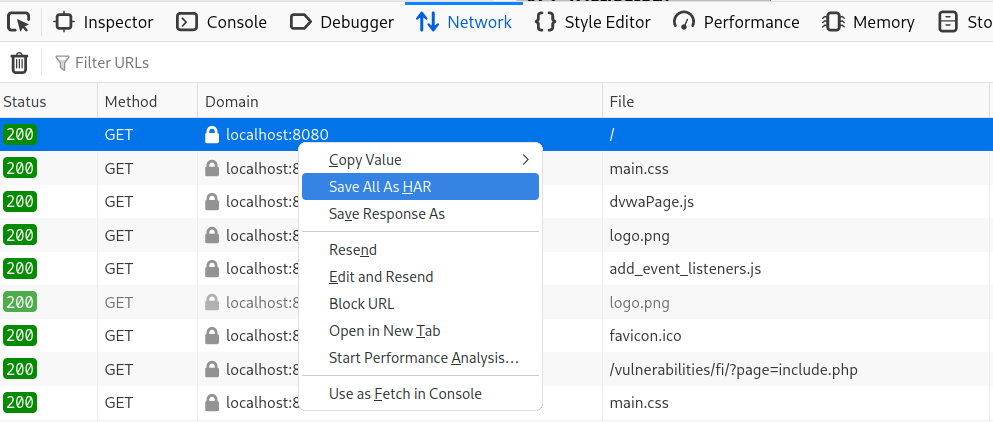 Inspector Console Debugger Network Style Editor Performance Memory Sto
Filter URLs
Status Method Domain File
200 GET localhost:8080 /
200 GET localhost:8 main.css
200 GET localhost:8 dvwaPage.js
200 GET localhost:8 logo.png
200 GET localhost:8 add_event_listeners.js
200 GET localhost:8 logo.png
200 GET localhost:8 favicon.ico
200 GET localhost:8 /vulnerabilities/fi/?page=include.php
200 GET localhost:8 main.css
Copy Value
Save All As HAR
Save Response As
Resend
Edit and Resend
Block URL
Open in New Tab
Start Performance Analysis...
Use as Fetch in Console